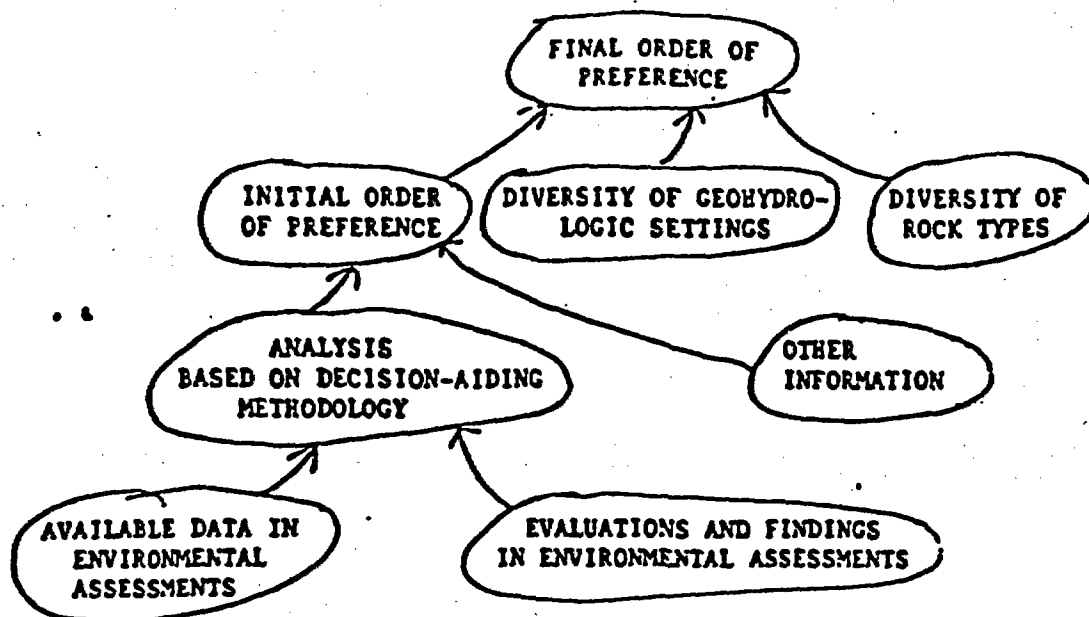 FINAL ORDER OF
PREFERENCE
INITIAL ORDER
OF PREFERENCE
DIVERSITY OF GEOHYDRO-
LOGIC SETTINGS
DIVERSITY OF
ROCK TYPES
ANALYSIS
BASED ON DECISION-AIDING
METHODOLOGY
OTHER
INFORMATION
AVAILABLE DATA IN
ENVIRONMENTAL
ASSESSMENTS
EVALUATIONS AND FINDINGS
IN ENVIRONMENTAL ASSESSMENTS